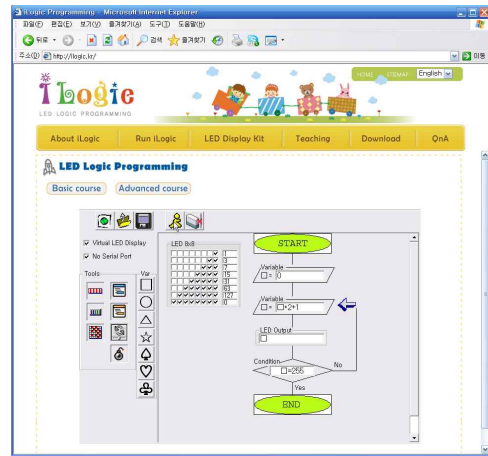 iLogic Programming - Microsoft Internet Explorer
파일(F) 편집(E) 보기(V) 즐겨찾기(A) 도구(T) 도움말(H)
뒤로 검색 즐겨찾기
주소(D) http://ilogic.kr/ 이동
HOME SITEMAP English
iLogic
LED LOGIC PROGRAMMING
About iLogic Run iLogic LED Display Kit Teaching Download QnA
LED Logic Programming
Basic course Advanced course
Virtual LED Display
No Serial Port
Tools Var
LED 8x8
1
3
7
15
31
63
127
0
START
Variable
□= 0
Variable
□= □*2+1
LED Output
□
Condition
□=255
No
Yes
END